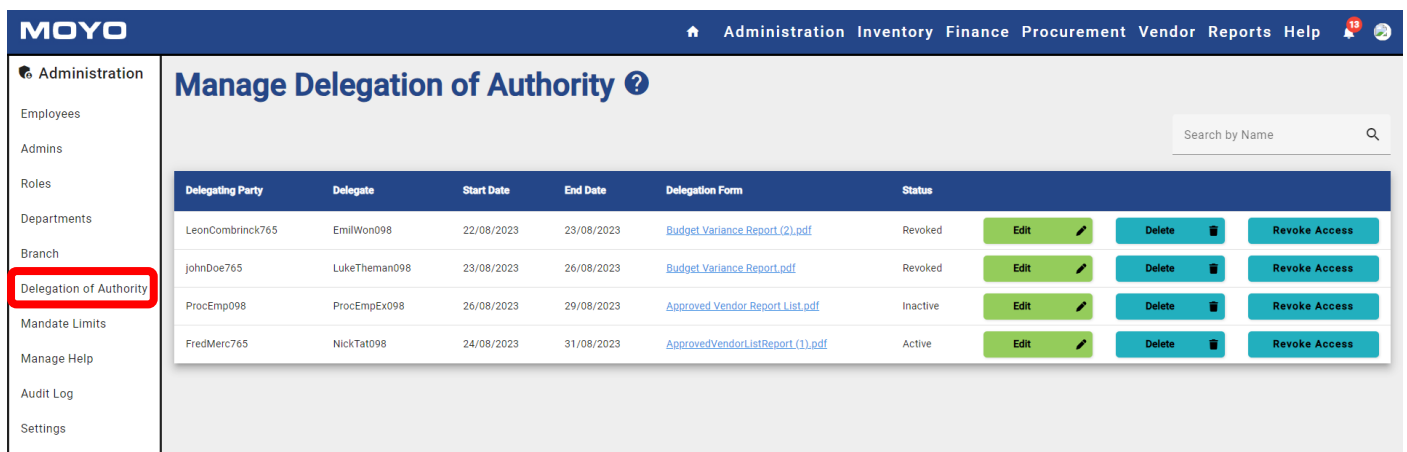 MOYO
Administration Inventory Finance Procurement Vendor Reports Help 13
Administration
Employees
Admins
Roles
Departments
Branch
Delegation of Authority
Mandate Limits
Manage Help
Audit Log
Settings
Manage Delegation of Authority ?
Search by Name
Delegating Party Delegate Start Date End Date Delegation Form Status
LeonCombrinck765 EmilWon098 22/08/2023 23/08/2023 Budget Variance Report (2).pdf Revoked Edit Delete Revoke Access
johnDoe765 LukeTheman098 23/08/2023 26/08/2023 Budget Variance Report.pdf Revoked Edit Delete Revoke Access
ProcEmp098 ProcEmpEx098 26/08/2023 29/08/2023 Approved Vendor Report List.pdf Inactive Edit Delete Revoke Access
FredMerc765 NickTat098 24/08/2023 31/08/2023 ApprovedVendorListReport (1).pdf Active Edit Delete Revoke Access